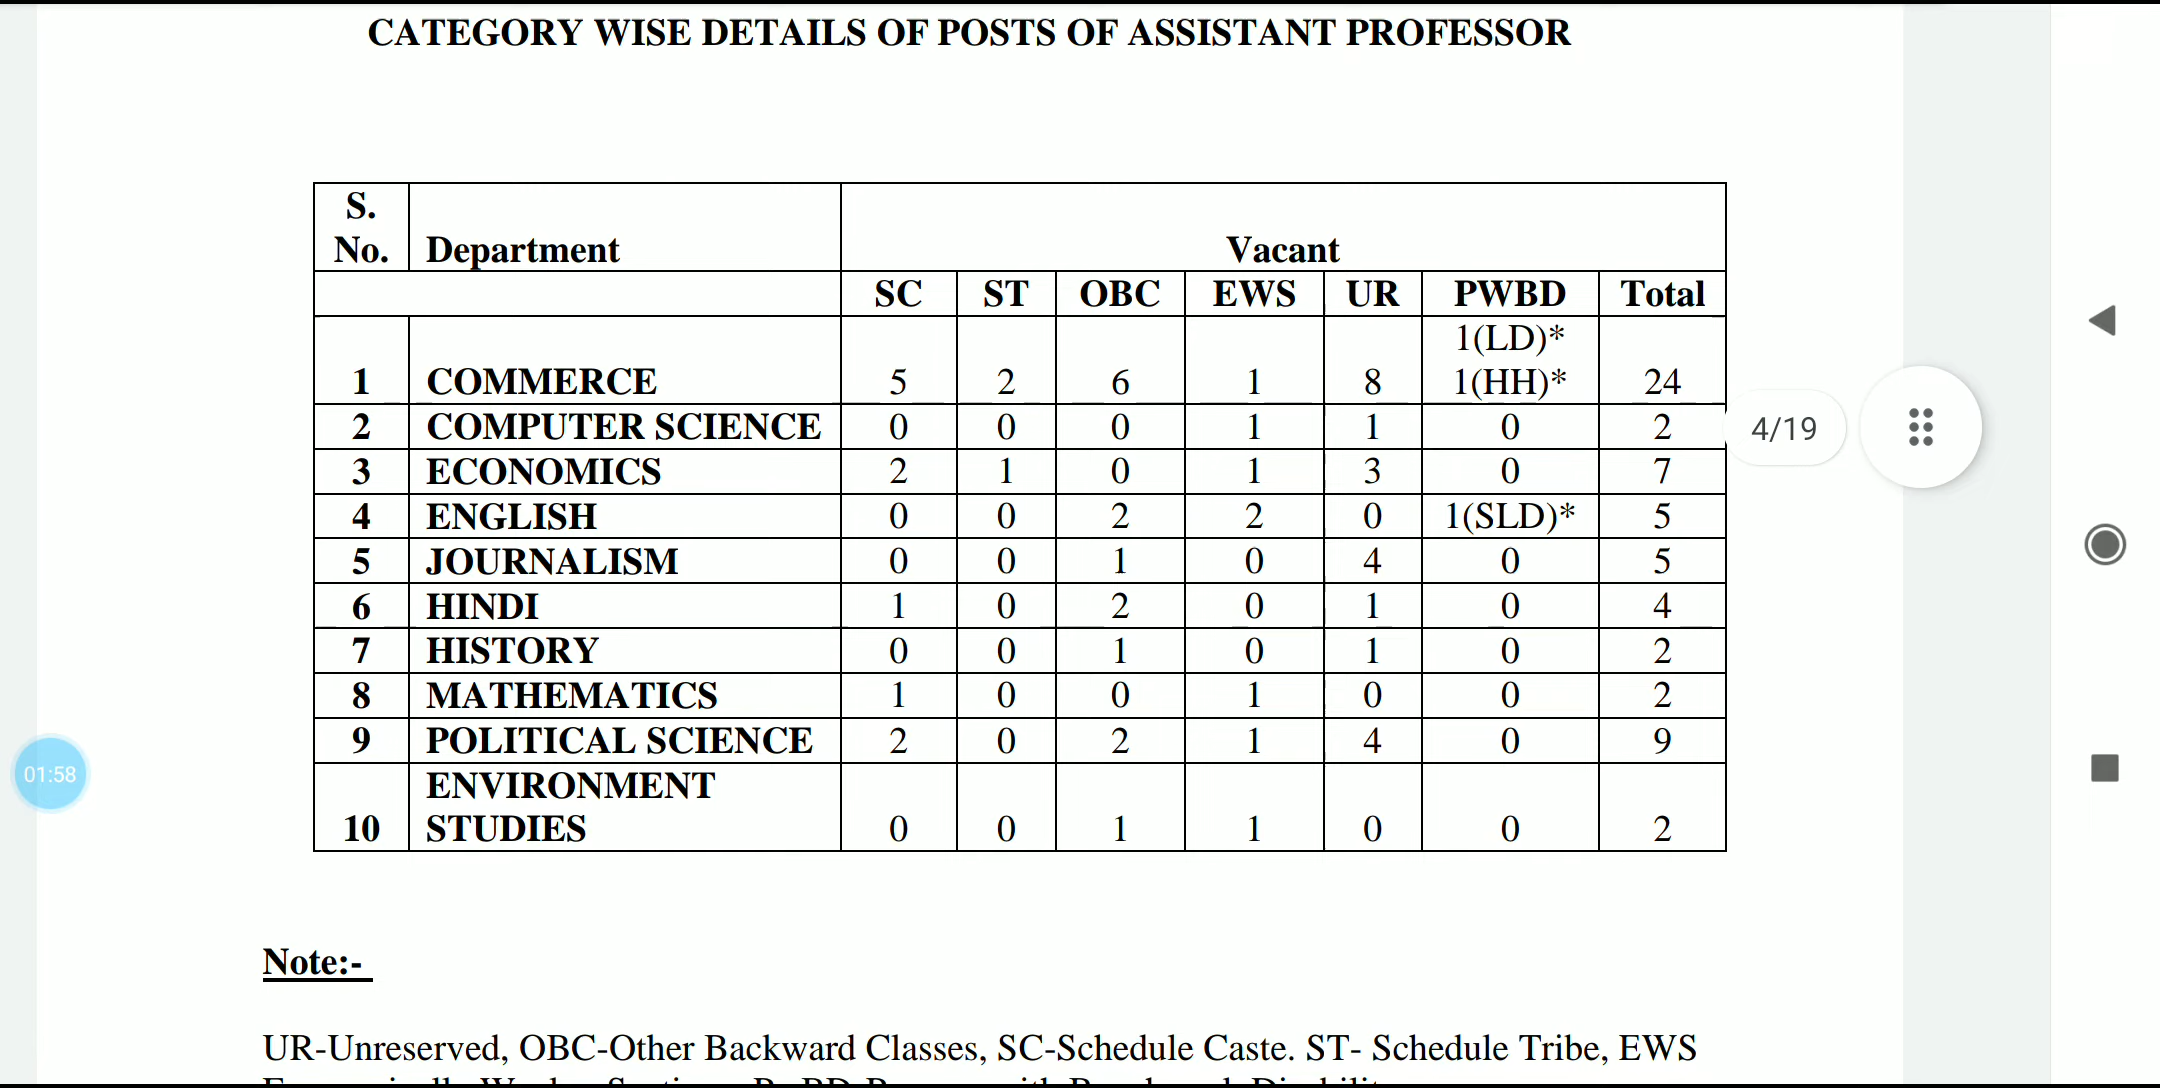 CATEGORY WISE DETAILS OF POSTS OF ASSISTANT PROFESSOR
S. No. Department Vacant
SC ST OBC EWS UR PWBD Total
1 COMMERCE 5 2 6 1 8 1(LD)* 1(HH)* 24
2 COMPUTER SCIENCE 0 0 0 1 1 0 2
3 ECONOMICS 2 1 0 1 3 0 7
4 ENGLISH 0 0 2 2 0 1(SLD)* 5
5 JOURNALISM 0 0 1 0 4 0 5
6 HINDI 1 0 2 0 1 0 4
7 HISTORY 0 0 1 0 1 0 2
8 MATHEMATICS 1 0 0 1 0 0 2
9 POLITICAL SCIENCE 2 0 2 1 4 0 9
10 ENVIRONMENT STUDIES 0 0 1 1 0 0 2
4/19
01:58
Note:-
UR-Unreserved, OBC-Other Backward Classes, SC-Schedule Caste. ST- Schedule Tribe, EWS